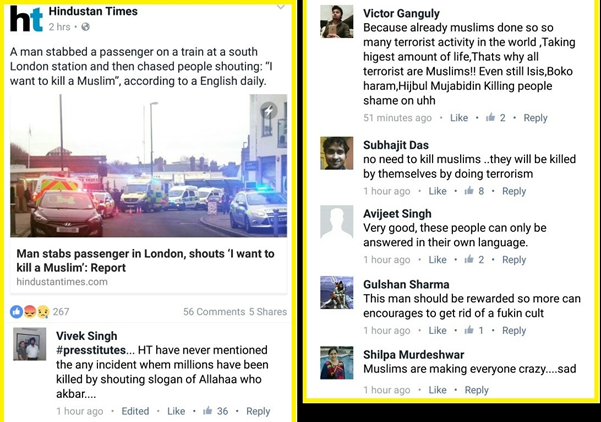 ht Hindustan Times
2 hrs •
A man stabbed a passenger on a train at a south
London station and then chased people shouting: “I
want to kill a Muslim”, according to a English daily.
Man stabs passenger in London, shouts ‘I want to
kill a Muslim’: Report
hindustantimes.com
267 56 Comments 5 Shares
Vivek Singh
#presstitutes... HT have never mentioned
the any incident whem millions have been
killed by shouting slogan of Allahaa who
akbar....
1 hour ago • Edited • Like • 36 • Reply
Victor Ganguly
Because already muslims done so so
many terrorist activity in the world ,Taking
higest amount of life,Thats why all
terrorist are Muslims!! Even still Isis,Boko
haram,Hijbul Mujabidin Killing people
shame on uhh
51 minutes ago • Like • 2 • Reply
Subhajit Das
no need to kill muslims ..they will be killed
by themselves by doing terrorism
1 hour ago • Like • 8 • Reply
Avijeet Singh
Very good, these people can only be
answered in their own language.
1 hour ago • Like • 2 • Reply
Gulshan Sharma
This man should be rewarded so more can
encourages to get rid of a fukin cult
1 hour ago • Like • 1 • Reply
Shilpa Murdeshwar
Muslims are making everyone crazy....sad
1 hour ago • Like • Reply